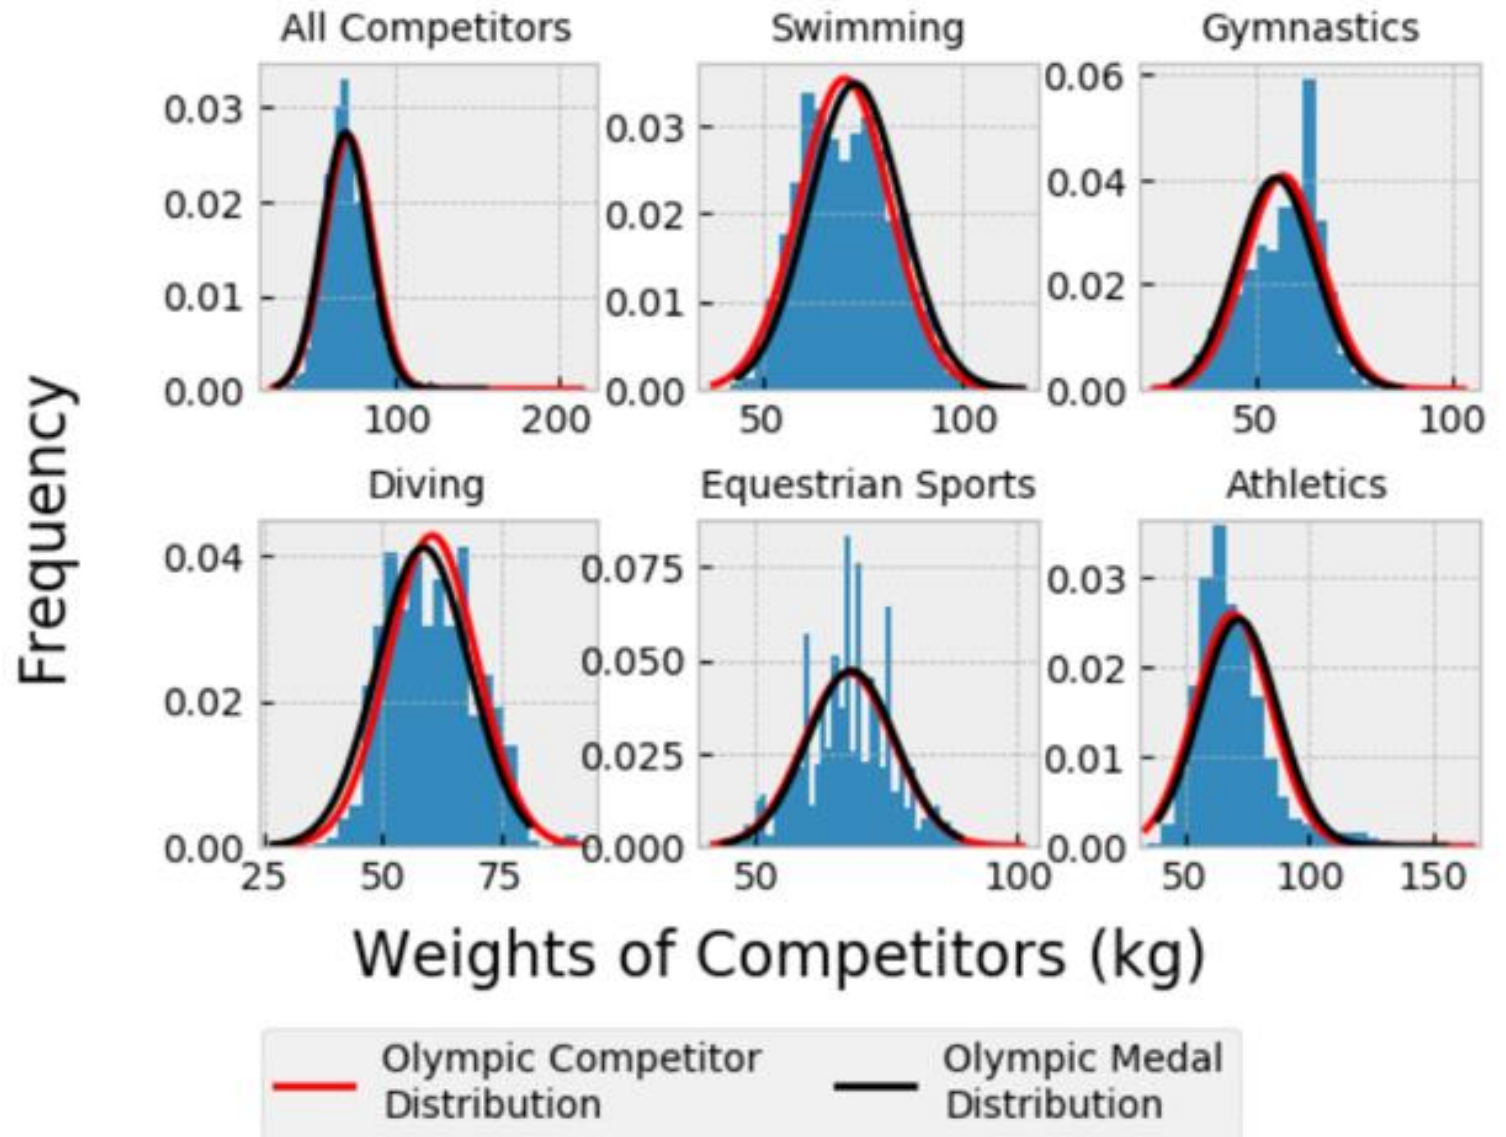 All Competitors
0.03
0.02
0.01
0.00
100 200
Swimming
0.03
0.02
0.01
0.00
50 100
Gymnastics
0.06
0.04
0.02
0.00
50 100
Diving
0.04
0.02
0.00
25 50 75
Equestrian Sports
0.075
0.050
0.025
0.000
50 100
Athletics
0.03
0.02
0.01
0.00
50 100 150
Frequency
Weights of Competitors (kg)
Olympic Competitor
Distribution
Olympic Medal
Distribution